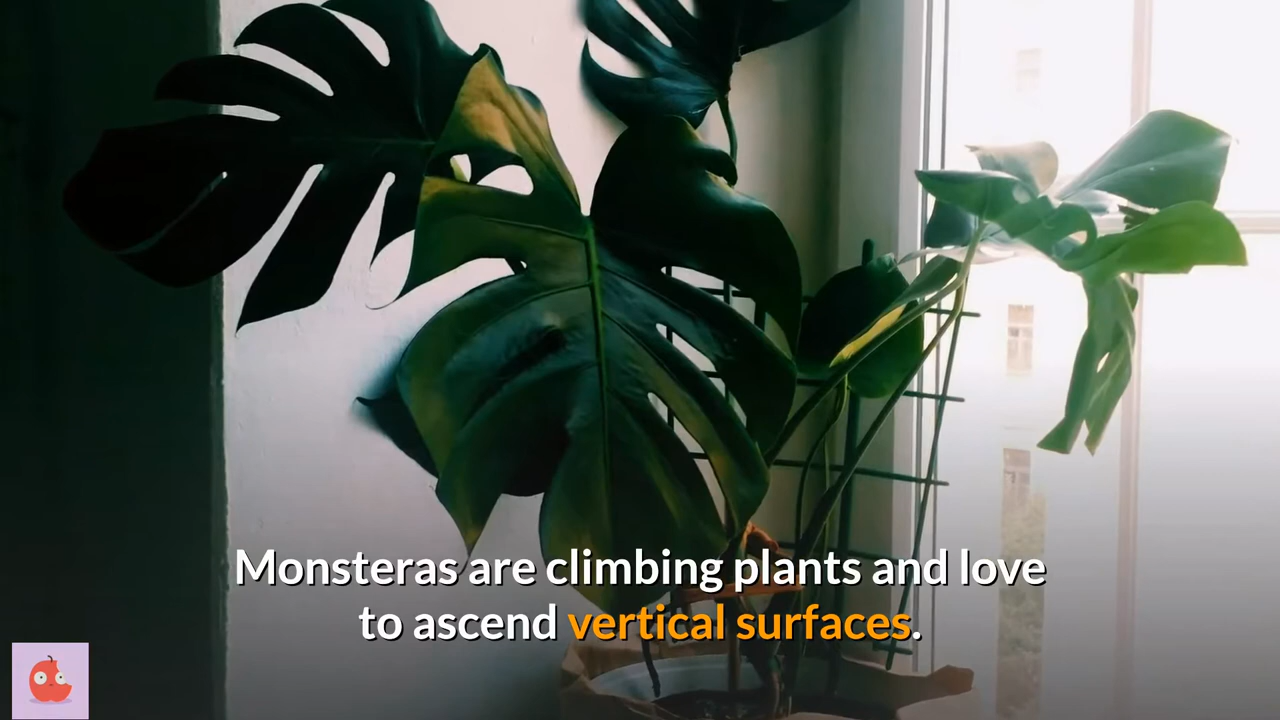 Monsteras are climbing plants and love
to ascend vertical surfaces.